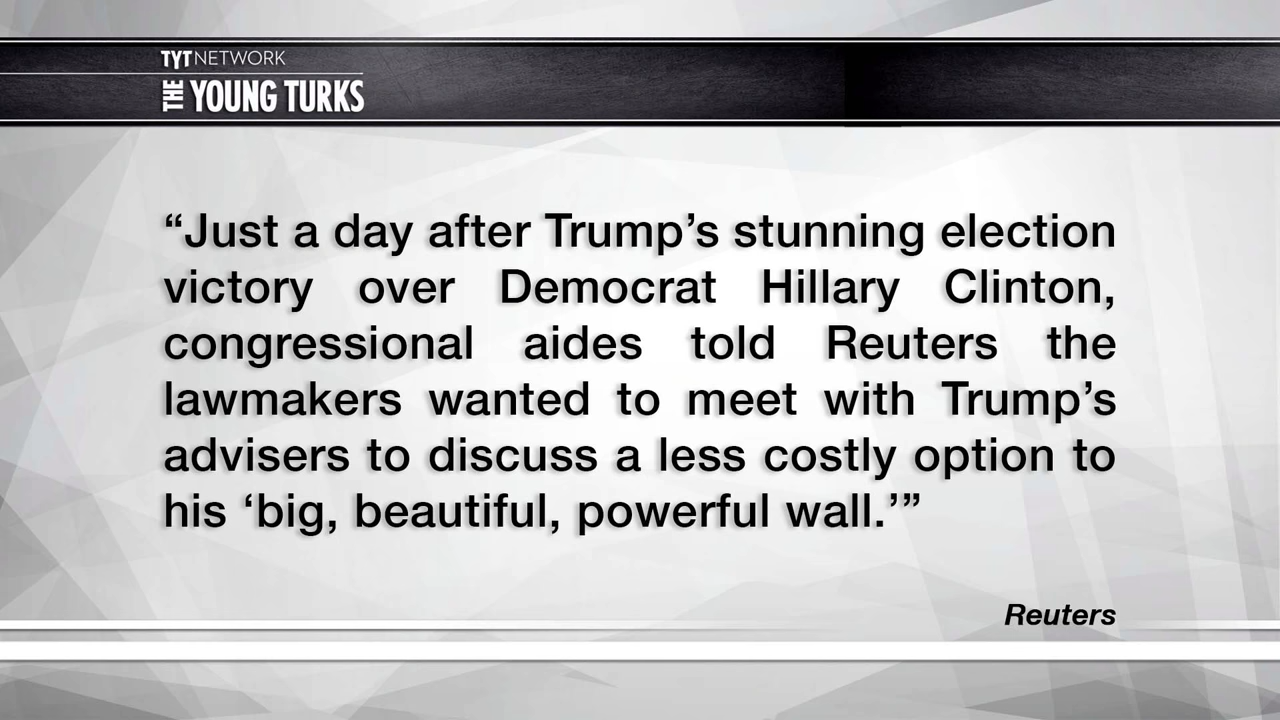 TYT NETWORK
THE YOUNG TURKS
“Just a day after Trump’s stunning election
victory over Democrat Hillary Clinton,
congressional aides told Reuters the
lawmakers wanted to meet with Trump’s
advisers to discuss a less costly option to
his ‘big, beautiful, powerful wall.’”
Reuters